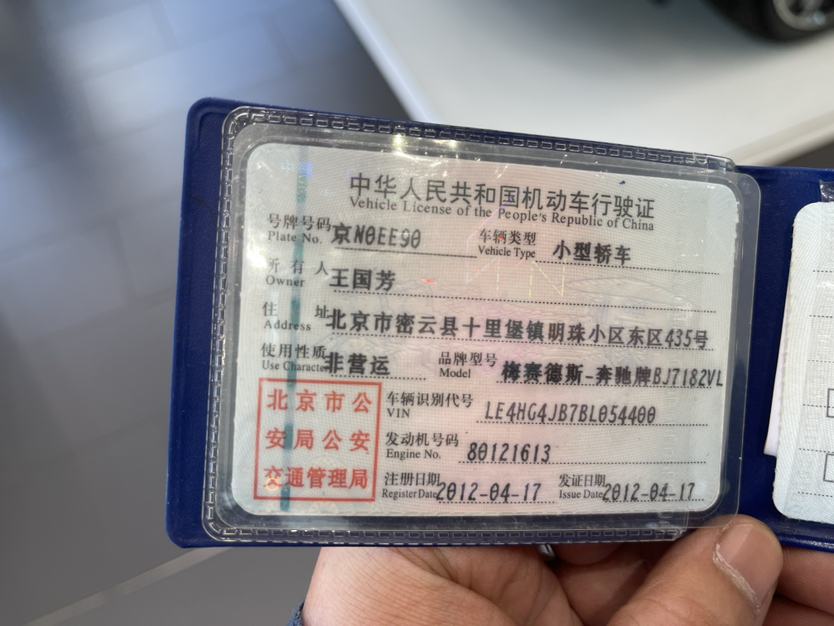 中华人民共和国机动车行驶证
Vehicle License of the People's Republic of China
号牌号码 京N0EE90 车辆类型 小型轿车
Plate No. Vehicle Type
所有人 王国芳
Owner
住址 北京市密云县十里堡镇明珠小区东区435号
Address
使用性质 非营运 品牌型号 梅赛德斯-奔驰牌BJ7182VL
Use Character Model
北京市公安局公安交通管理局
车辆识别代号 LE4HG4JB7BL054400
VIN
发动机号码 80121613
Engine No.
注册日期 2012-04-17 发证日期 2012-04-17
Register Date Issue Date